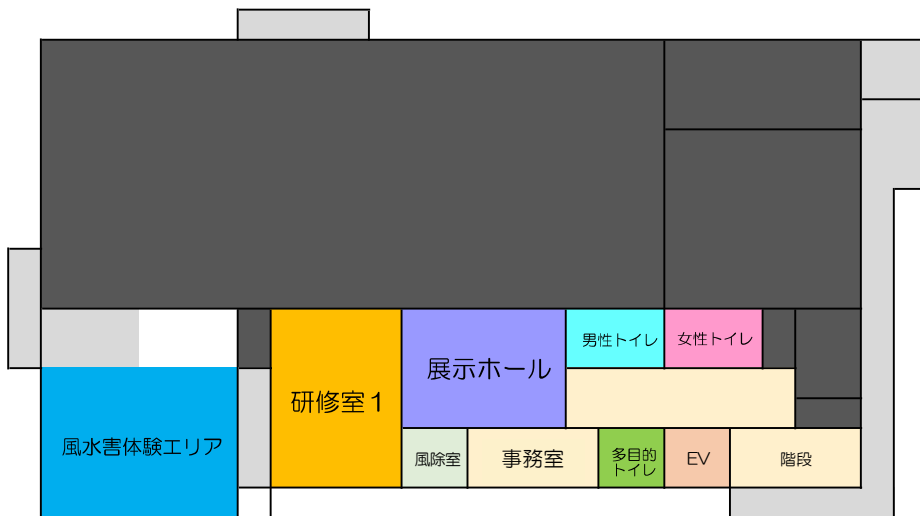 男性トイレ
女性トイレ
展示ホール
研修室１
風水害体験エリア
風除室
事務室
多目的
トイレ
EV
階段